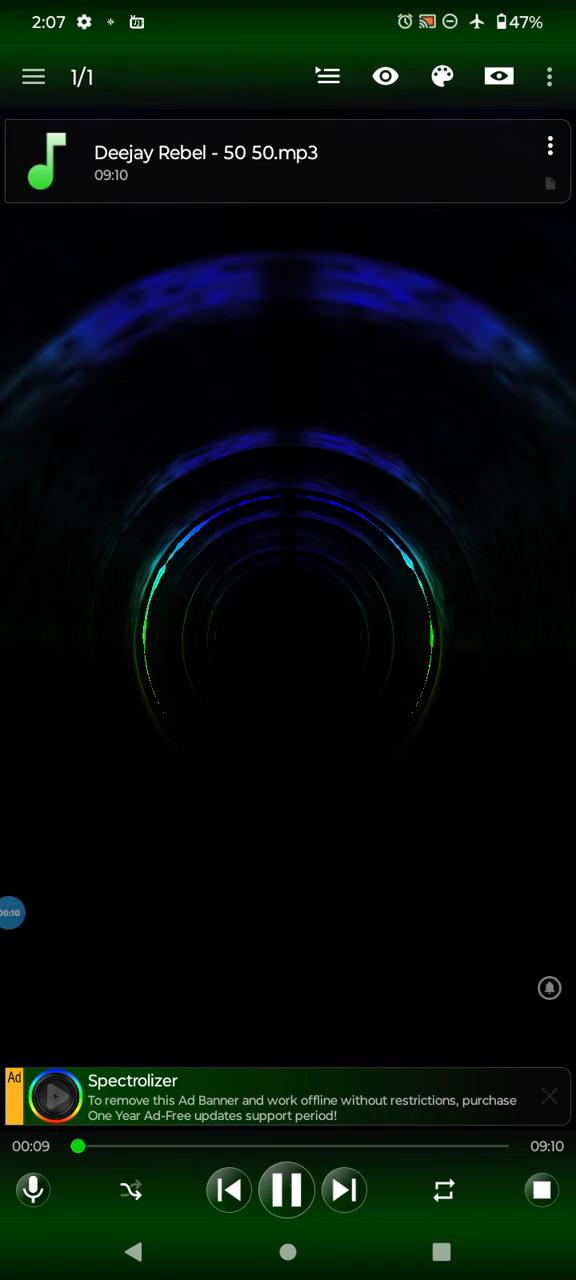 2:07
47%
1/1
Deejay Rebel - 50 50.mp3
09:10
00:10
Ad
Spectrolizer
To remove this Ad Banner and work offline without restrictions, purchase
One Year Ad-Free updates support period!
00:09
09:10